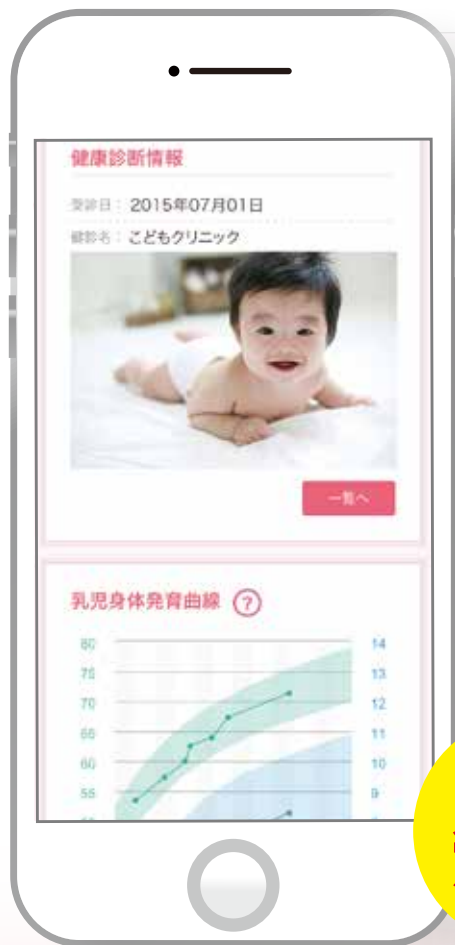 健康診断情報
受診日： 2015年07月01日
健診名： こどもクリニック
一覧へ
乳児身体発育曲線 ?
80 14
75 13
70 12
65 11
60 10
55 9